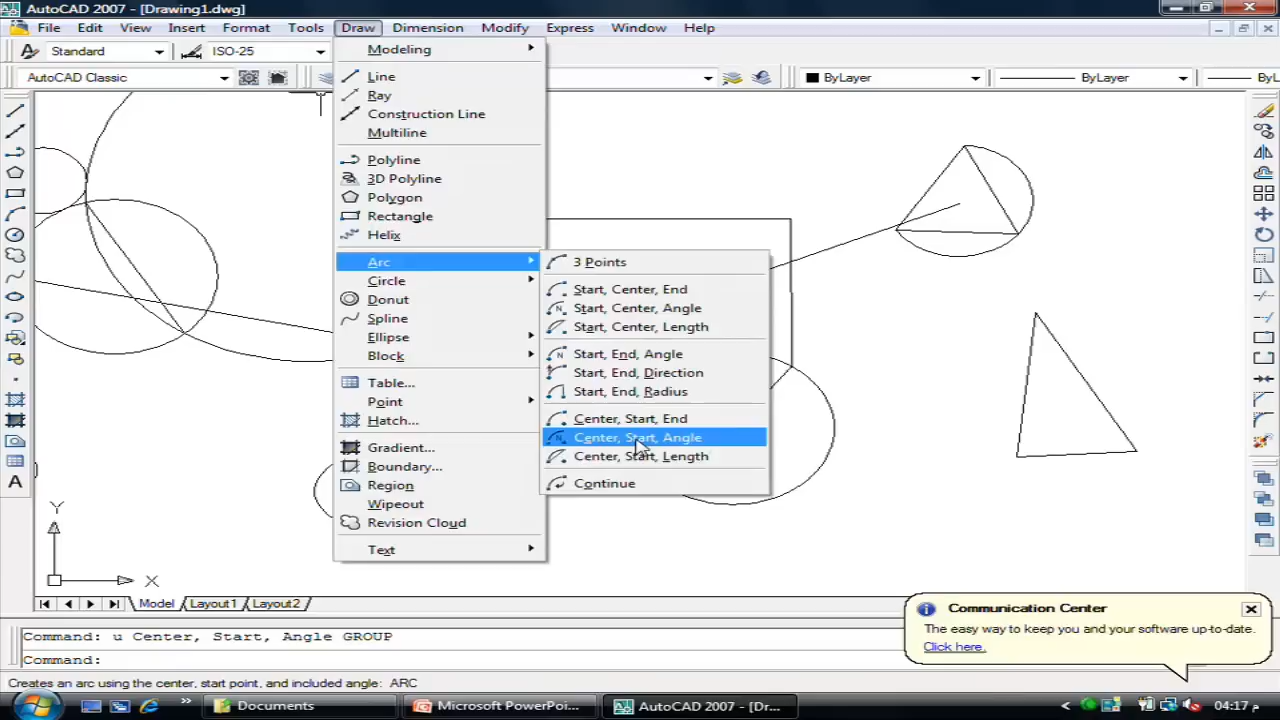 AutoCAD 2007 - [Drawing1.dwg]
File Edit View Insert Format Tools Draw Dimension Modify Express Window Help
Standard ISO-25
AutoCAD Classic ByLayer ByLayer ByL
Modeling
Line
Ray
Construction Line
Multiline
Polyline
3D Polyline
Polygon
Rectangle
Helix
Arc
Circle
Donut
Spline
Ellipse
Block
Table...
Point
Hatch...
Gradient...
Boundary...
Region
Wipeout
Revision Cloud
Text
3 Points
Start, Center, End
Start, Center, Angle
Start, Center, Length
Start, End, Angle
Start, End, Direction
Start, End, Radius
Center, Start, End
Center, Start, Angle
Center, Start, Length
Continue
A
Y
X
Model Layout1 Layout2
Communication Center
The easy way to keep you and your software up-to-date.
Click here.
Command: u Center, Start, Angle GROUP
Command:
Creates an arc using the center, start point, and included angle: ARC
Documents Microsoft PowerPoi... AutoCAD 2007 - [Dr... 04:17 م